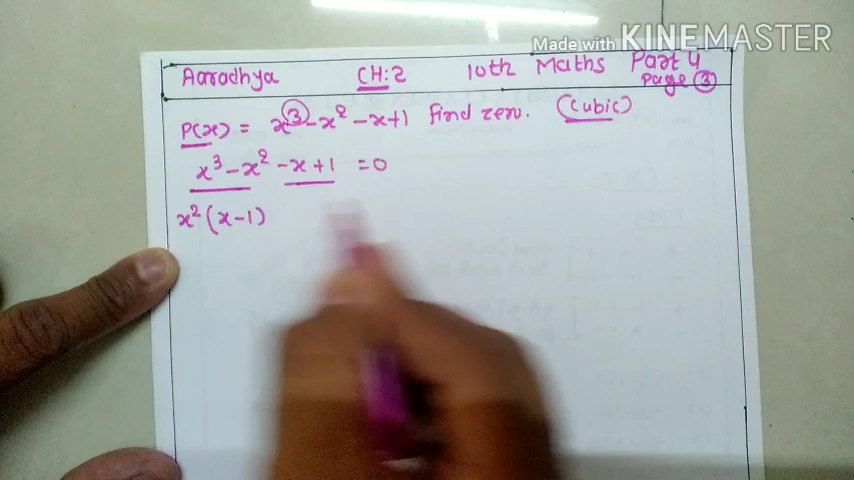 Made with KINEMASTER
Aaradhya CH:2 10th Maths Part 4
Page 3
P(x) = x³-x²-x+1 find zero. (Cubic)
x³-x²-x+1 =0
x²(x-1)